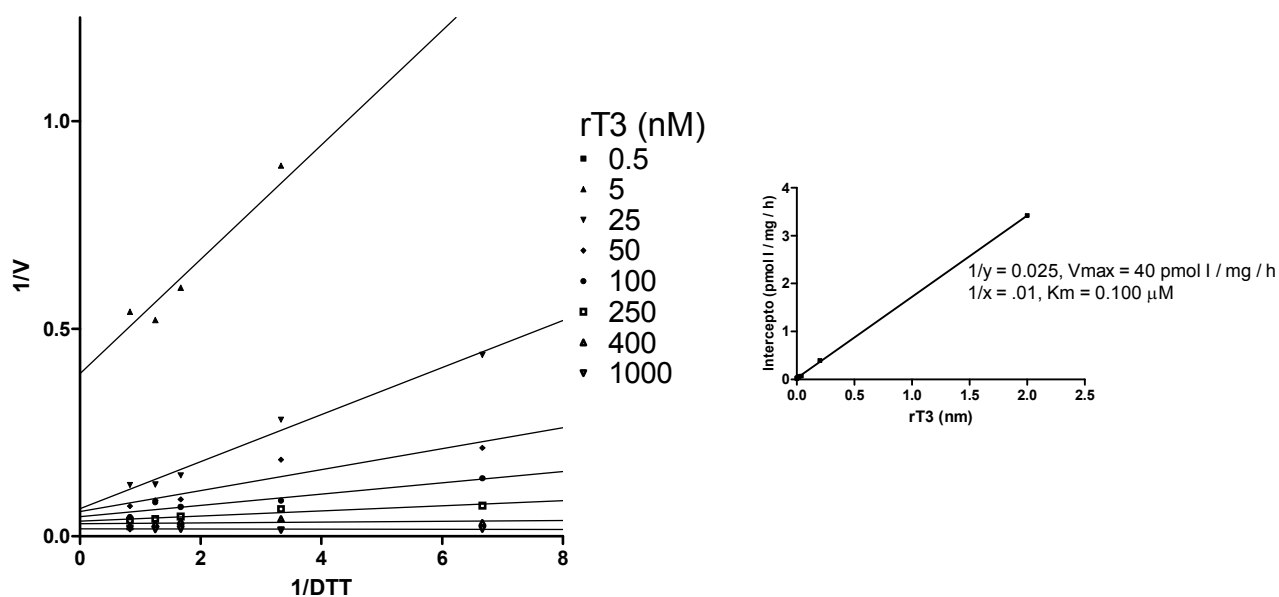 1.0
0.5
0.0
1/V
0 2 4 6 8
1/DTT
rT3 (nM)
0.5
5
25
50
100
250
400
1000
4
3
2
1
0
Intercepto (pmol I / mg / h)
0.0 0.5 1.0 1.5 2.0 2.5
rT3 (nm)
1/y = 0.025, Vmax = 40 pmol I / mg / h
1/x = .01, Km = 0.100 μM